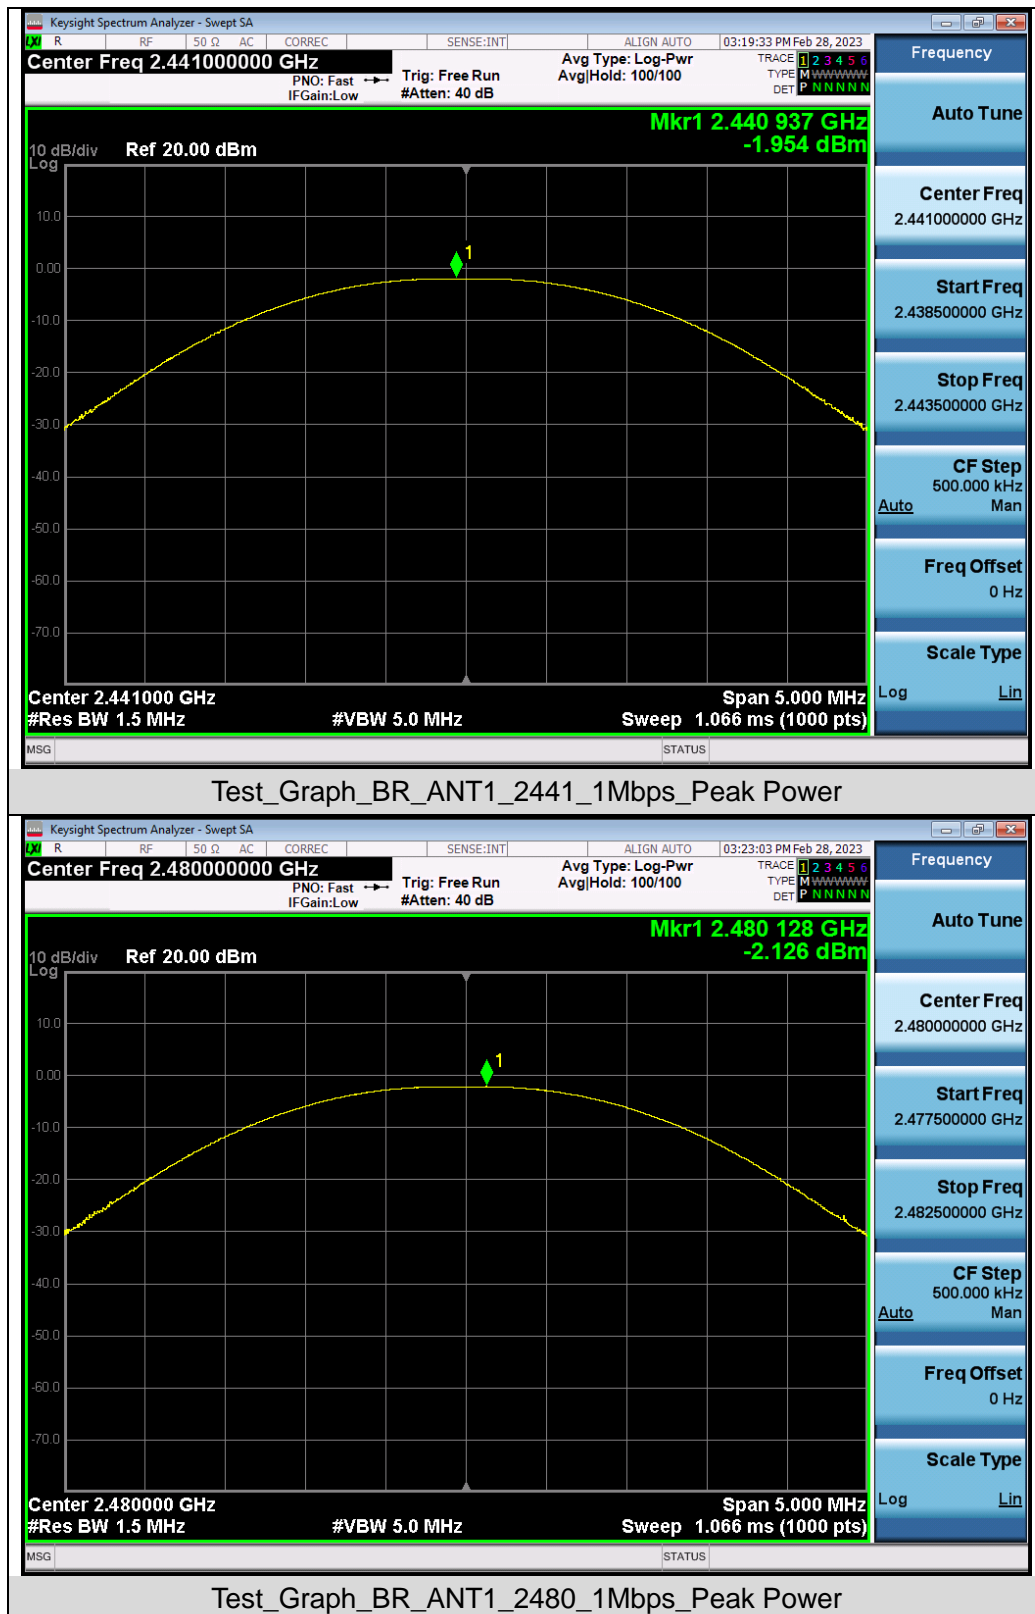 Keysight Spectrum Analyzer - Swept SA
LXI R RF 50 Ω AC CORREC SENSE:INT ALIGN AUTO 03:19:33 PM Feb 28, 2023
Center Freq 2.441000000 GHz
PNO: Fast
IFGain:Low
Trig: Free Run
#Atten: 40 dB
Avg Type: Log-Pwr
Avg|Hold: 100/100
TRACE 1 2 3 4 5 6
TYPE M WWWWW
DET P N N N N N
Frequency
Mkr1 2.440 937 GHz
-1.954 dBm
10 dB/div Ref 20.00 dBm
Log
10.0
0.00
-10.0
-20.0
-30.0
-40.0
-50.0
-60.0
-70.0
1
Center 2.441000 GHz Span 5.000 MHz
#Res BW 1.5 MHz #VBW 5.0 MHz Sweep 1.066 ms (1000 pts)
Auto Tune
Center Freq
2.441000000 GHz
Start Freq
2.438500000 GHz
Stop Freq
2.443500000 GHz
CF Step
500.000 kHz
Auto Man
Freq Offset
0 Hz
Scale Type
Log Lin
MSG STATUS
Test_Graph_BR_ANT1_2441_1Mbps_Peak Power
Keysight Spectrum Analyzer - Swept SA
LXI R RF 50 Ω AC CORREC SENSE:INT ALIGN AUTO 03:23:03 PM Feb 28, 2023
Center Freq 2.480000000 GHz
PNO: Fast
IFGain:Low
Trig: Free Run
#Atten: 40 dB
Avg Type: Log-Pwr
Avg|Hold: 100/100
TRACE 1 2 3 4 5 6
TYPE M WWWWW
DET P N N N N N
Frequency
Mkr1 2.480 128 GHz
-2.126 dBm
10 dB/div Ref 20.00 dBm
Log
10.0
0.00
-10.0
-20.0
-30.0
-40.0
-50.0
-60.0
-70.0
1
Center 2.480000 GHz Span 5.000 MHz
#Res BW 1.5 MHz #VBW 5.0 MHz Sweep 1.066 ms (1000 pts)
Auto Tune
Center Freq
2.480000000 GHz
Start Freq
2.477500000 GHz
Stop Freq
2.482500000 GHz
CF Step
500.000 kHz
Auto Man
Freq Offset
0 Hz
Scale Type
Log Lin
MSG STATUS
Test_Graph_BR_ANT1_2480_1Mbps_Peak Power